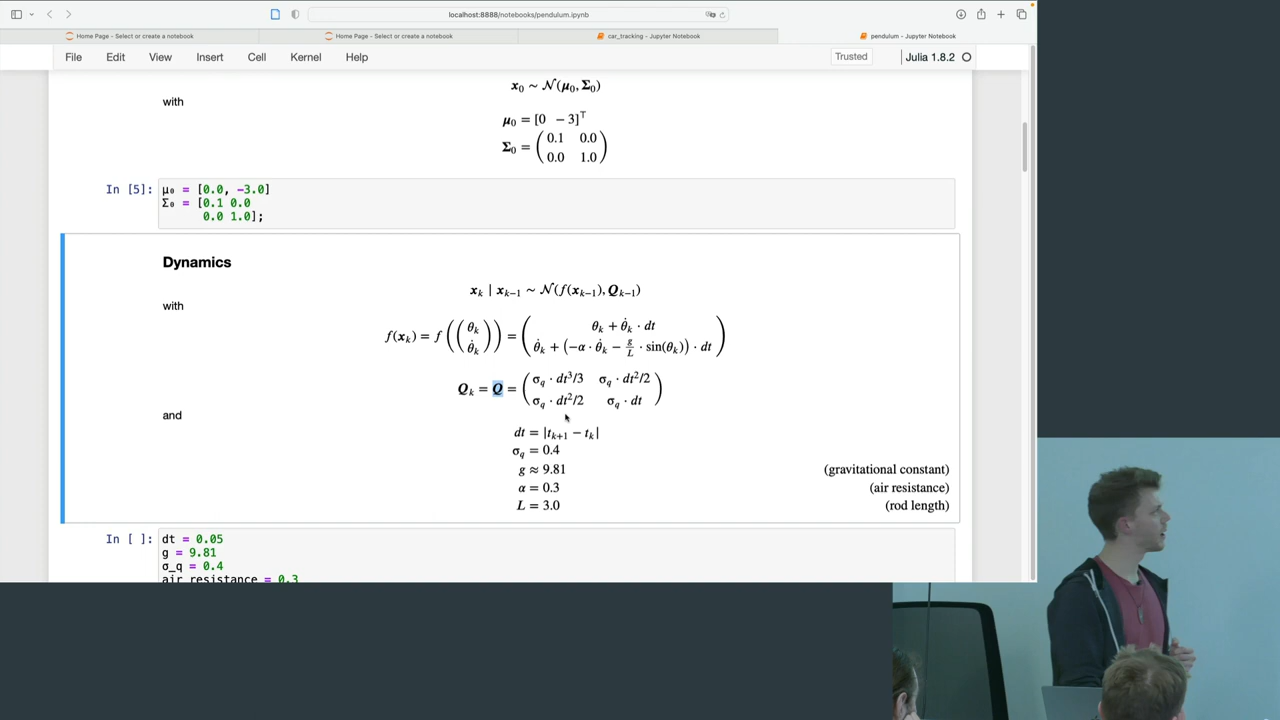 localhost:8888/notebooks/pendulum.ipynb
Home Page - Select or create a notebook
Home Page - Select or create a notebook
car_tracking - Jupyter Notebook
pendulum - Jupyter Notebook
File Edit View Insert Cell Kernel Help Trusted Julia 1.8.2
x₀ ~ 𝒩(μ₀, Σ₀)
with
μ₀ = [0 −3]ᵀ
Σ₀ = (0.1 0.0
0.0 1.0)
In [5]: μ₀ = [0.0, -3.0]
Σ₀ = [0.1 0.0
0.0 1.0];
Dynamics
xₖ | xₖ₋₁ ~ 𝒩(f(xₖ₋₁), Qₖ₋₁)
with
f(xₖ) = f((θₖ θ̇ₖ)) = (θₖ + θ̇ₖ · dt
θ̇ₖ + (−α · θ̇ₖ − g/L · sin(θₖ)) · dt)
Qₖ = Q = (σ_q · dt³/3 σ_q · dt²/2
σ_q · dt²/2 σ_q · dt)
and
dt = |tₖ₊₁ − tₖ|
σ_q = 0.4
g ≈ 9.81 (gravitational constant)
α = 0.3 (air resistance)
L = 3.0 (rod length)
In [ ]: dt = 0.05
g = 9.81
σ_q = 0.4
air_resistance = 0.3